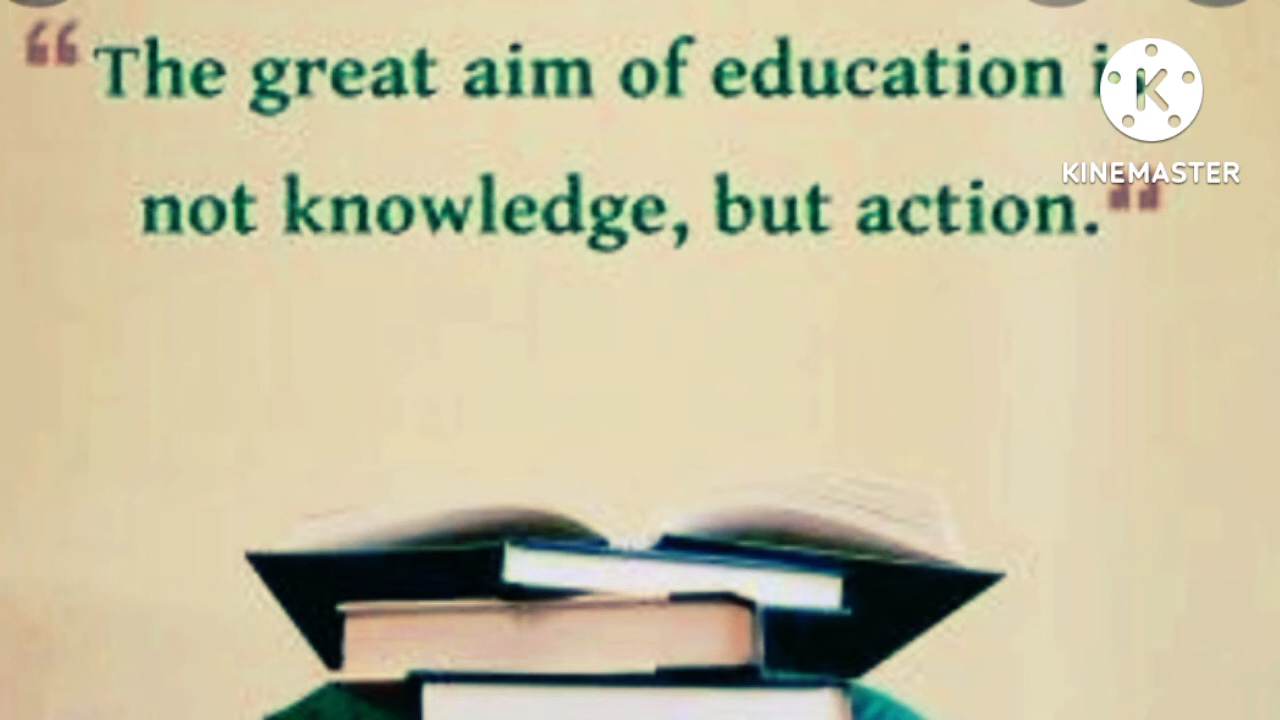 “The great aim of education i
not knowledge, but action.”
K
KINEMASTER